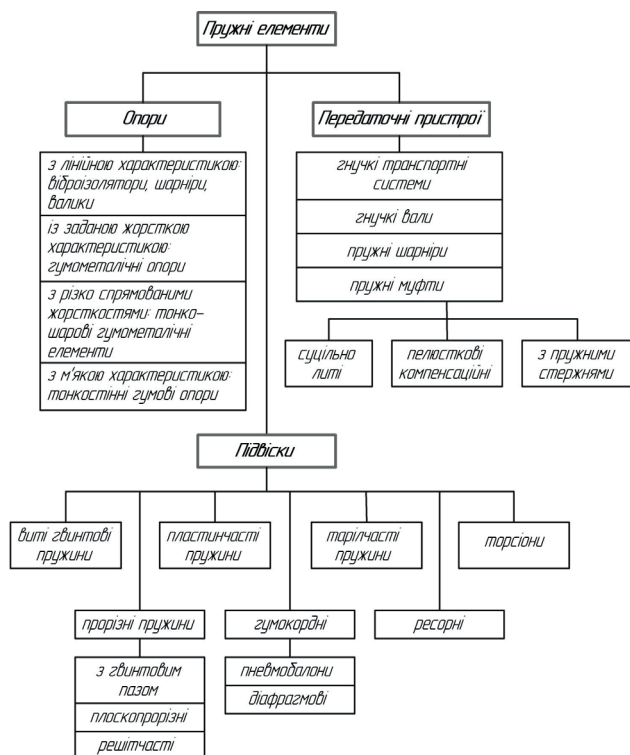 Пружні елементи
Опори
з лінійною характеристикою:
віброізолятори, шарніри,
валики
із заданою жорсткою
характеристикою:
гумометалічні опори
з різко спрямованими
жорсткостями: тонко-
шарові гумометалічні
елементи
з м'якою характеристикою:
тонкостінні гумові опори
Передаточні пристрої
гнучкі транспортні
системи
гнучкі вали
пружні шарніри
пружні муфти
суцільно
литі
пелюсткові
компенсаційні
з пружними
стержнями
Підвіски
виті гвинтові
пружини
пластинчасті
пружини
тарілчасті
пружини
торсіони
прорізні пружини
з гвинтовим
пазом
плоскопрорізні
решітчасті
гумокордні
пневмобалони
діафрагмові
ресорні